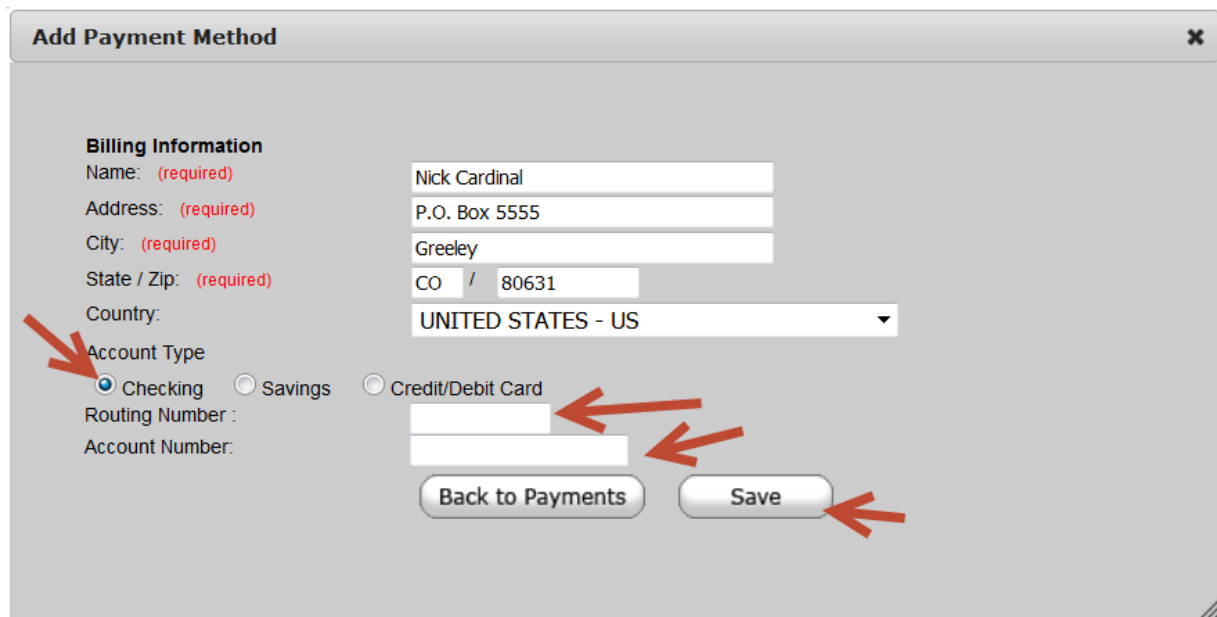 Add Payment Method
Billing Information
Name: (required) Nick Cardinal
Address: (required) P.O. Box 5555
City: (required) Greeley
State / Zip: (required) CO / 80631
Country: UNITED STATES - US
Account Type
Checking Savings Credit/Debit Card
Routing Number :
Account Number:
Back to Payments Save